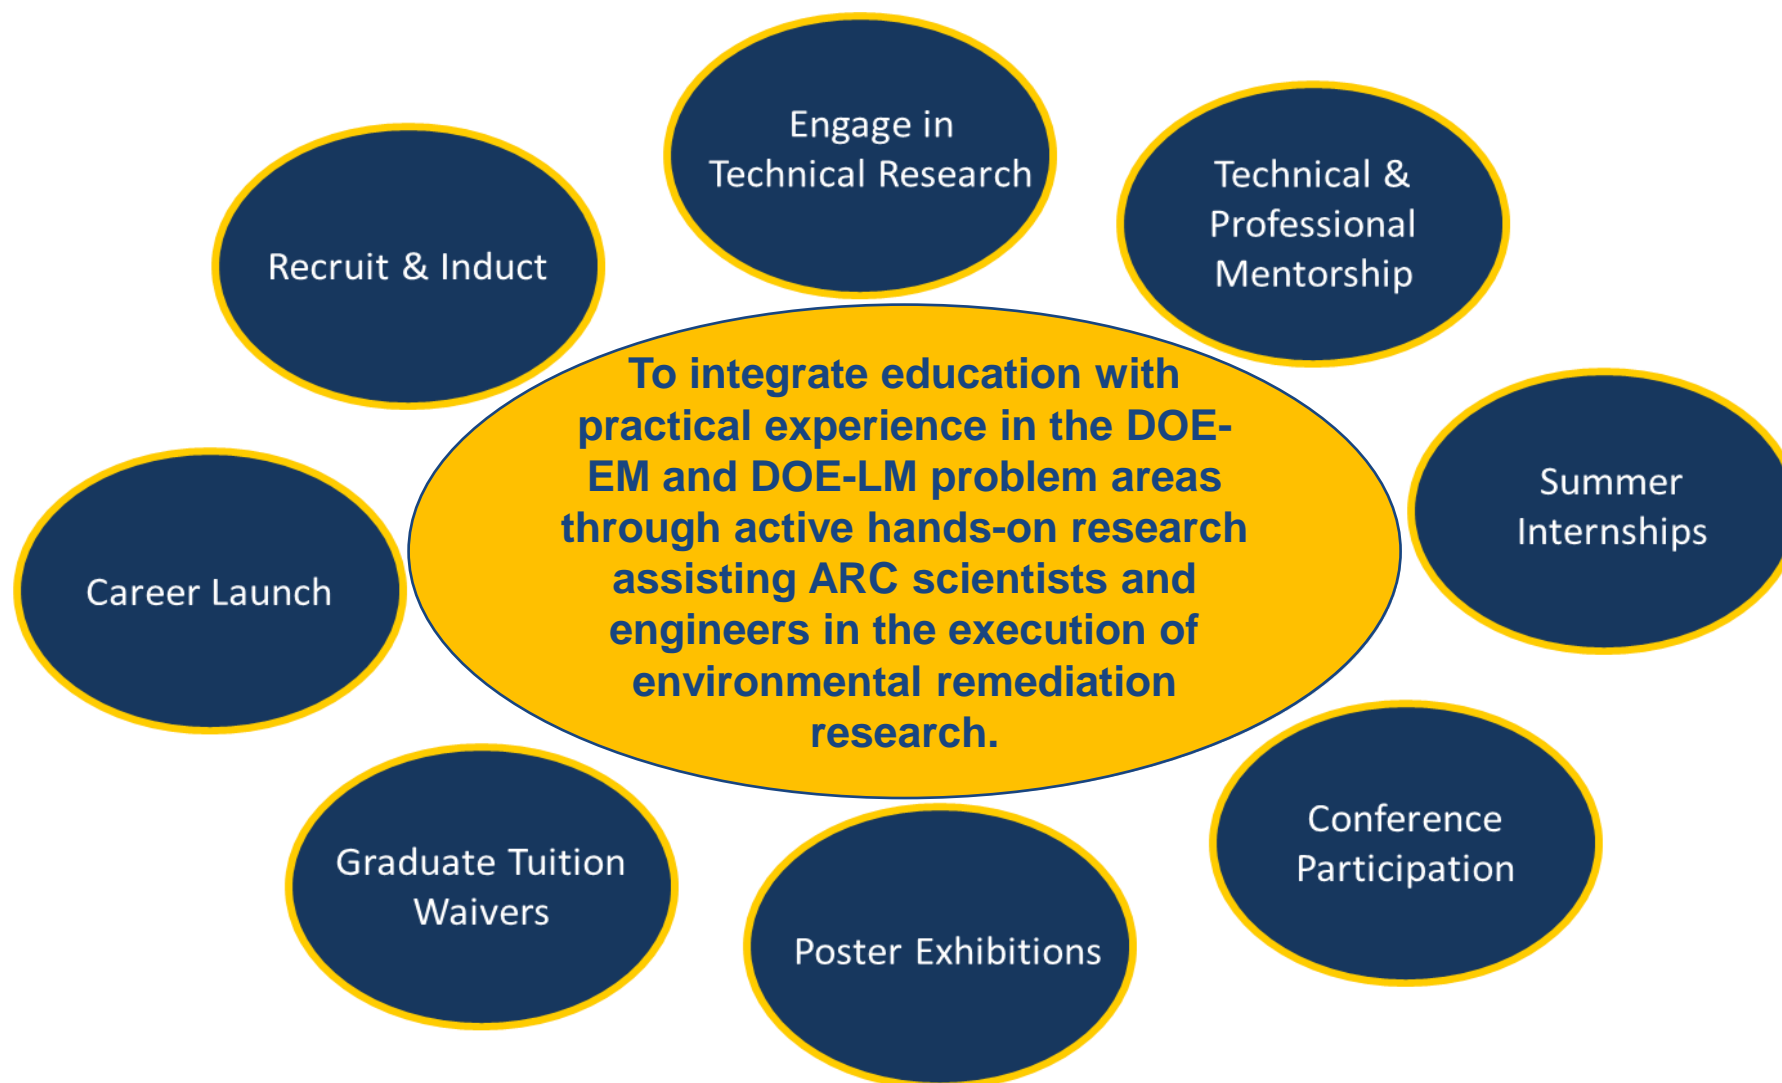 Engage in
Technical Research
Technical &
Professional
Mentorship
Recruit & Induct
To integrate education with
practical experience in the DOE-
EM and DOE-LM problem areas
through active hands-on research
assisting ARC scientists and
engineers in the execution of
environmental remediation
research.
Summer
Internships
Career Launch
Conference
Participation
Graduate Tuition
Waivers
Poster Exhibitions